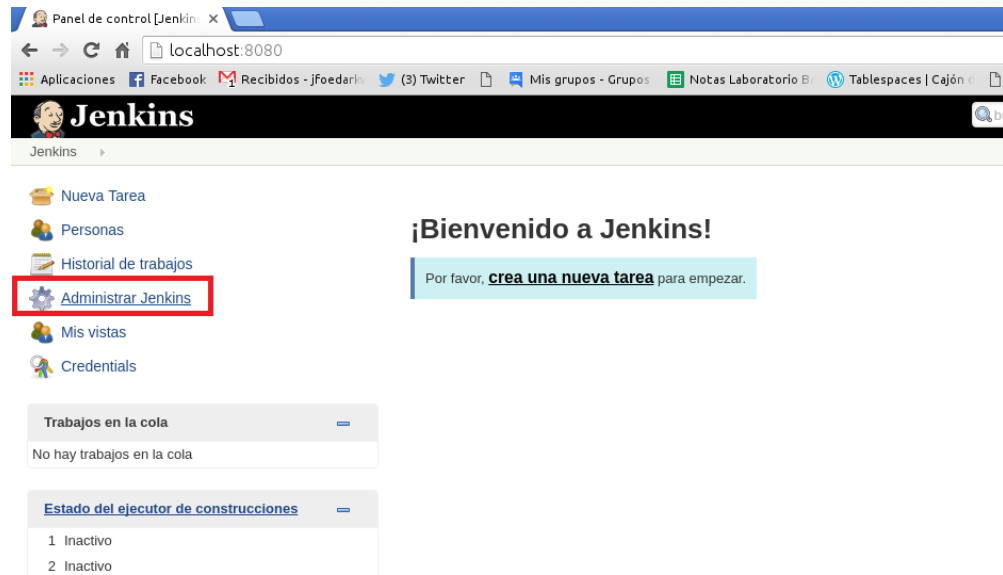 Panel de control [Jenkins
localhost:8080
Aplicaciones Facebook Recibidos - jfoedark (3) Twitter Mis grupos - Grupos Notas Laboratorio B Tablespaces | Cajón
Jenkins
Jenkins
Nueva Tarea
Personas
Historial de trabajos
Administrar Jenkins
Mis vistas
Credentials
¡Bienvenido a Jenkins!
Por favor, crea una nueva tarea para empezar.
Trabajos en la cola
No hay trabajos en la cola
Estado del ejecutor de construcciones
1 Inactivo
2 Inactivo